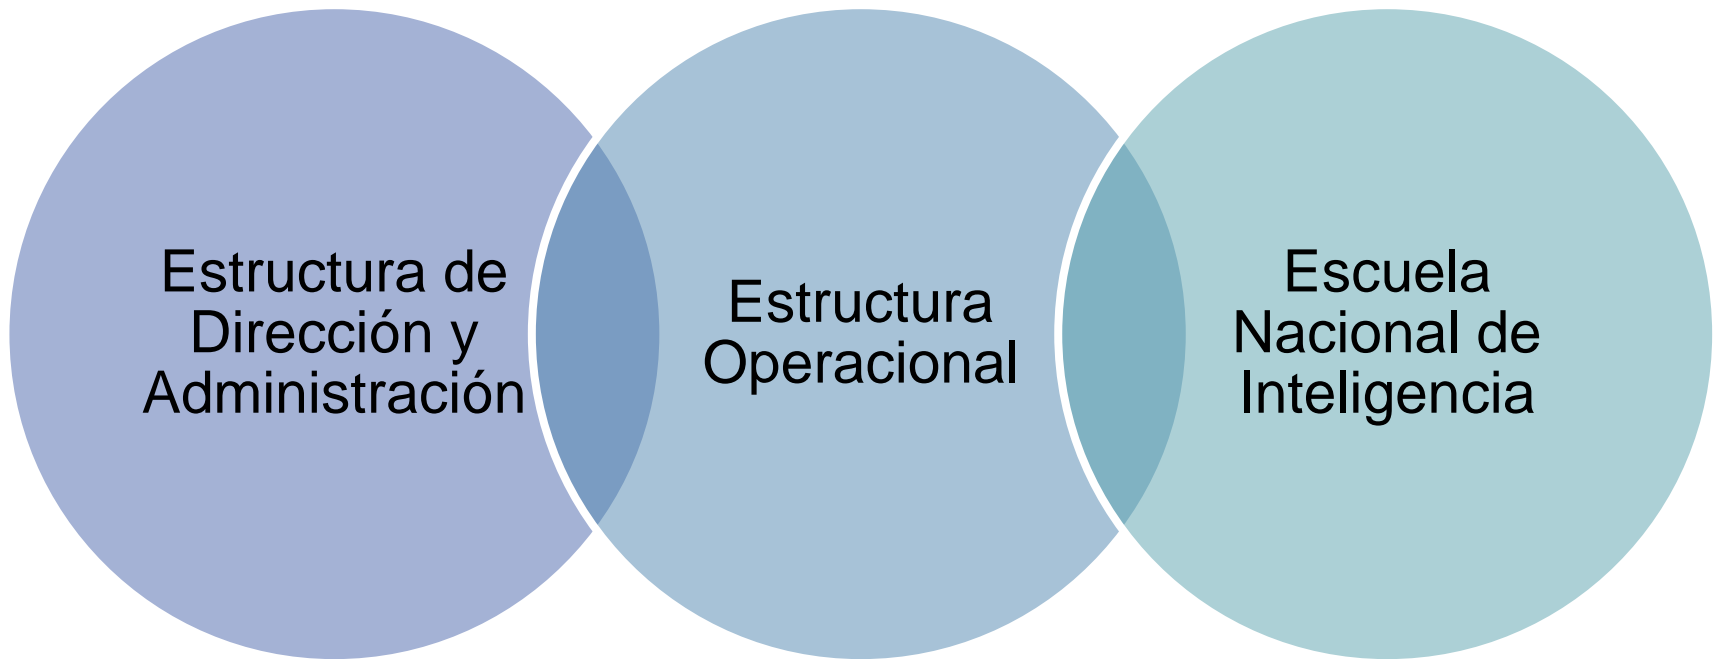 Estructura de
Dirección y
Administración
Estructura
Operacional
Escuela
Nacional de
Inteligencia